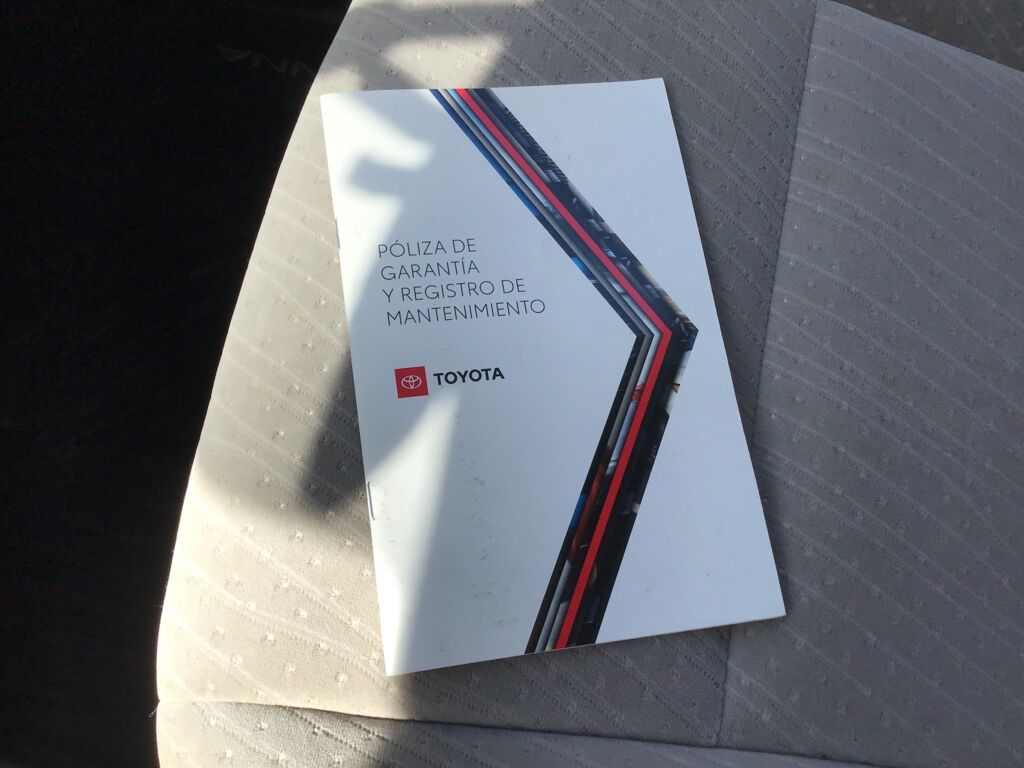 PÓLIZA DE
GARANTÍA
Y REGISTRO DE
MANTENIMIENTO
TOYOTA